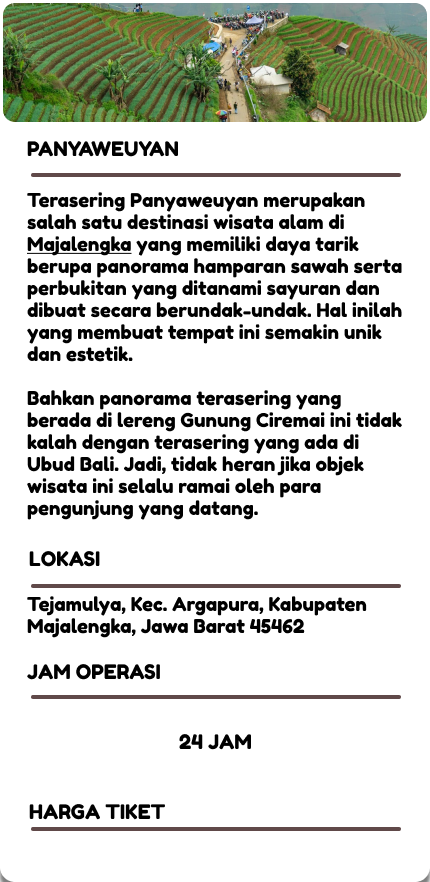 PANYAWEUYAN
Terasering Panyaweuyan merupakan
salah satu destinasi wisata alam di
Majalengka yang memiliki daya tarik
berupa panorama hamparan sawah serta
perbukitan yang ditanami sayuran dan
dibuat secara berundak-undak. Hal inilah
yang membuat tempat ini semakin unik
dan estetik.
Bahkan panorama terasering yang
berada di lereng Gunung Ciremai ini tidak
kalah dengan terasering yang ada di
Ubud Bali. Jadi, tidak heran jika objek
wisata ini selalu ramai oleh para
pengunjung yang datang.
LOKASI
Tejamulya, Kec. Argapura, Kabupaten
Majalengka, Jawa Barat 45462
JAM OPERASI
24 JAM
HARGA TIKET